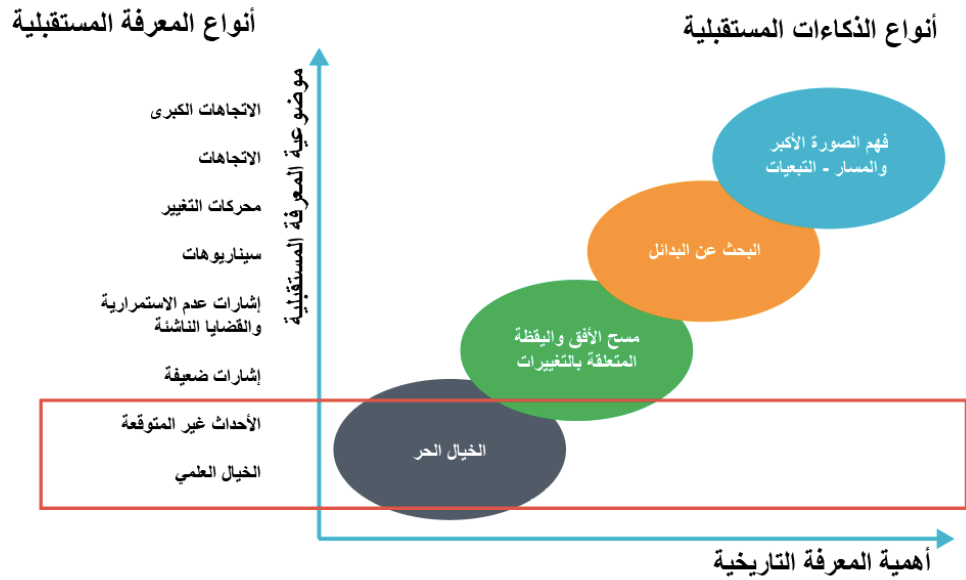 أنواع الذكاءات المستقبلية
أنواع المعرفة المستقبلية
موضوعية المعرفة المستقبلية
الاتجاهات الكبرى
الاتجاهات
محركات التغيير
سيناريوهات
إشارات عدم الاستمرارية
والقضايا الناشئة
إشارات ضعيفة
الأحداث غير المتوقعة
الخيال العلمي
فهم الصورة الأكبر
والمسار - التبعيات
البحث عن البدائل
مسح الأفق واليقظة
المتعلقة بالتغييرات
الخيال الحر
أهمية المعرفة التاريخية